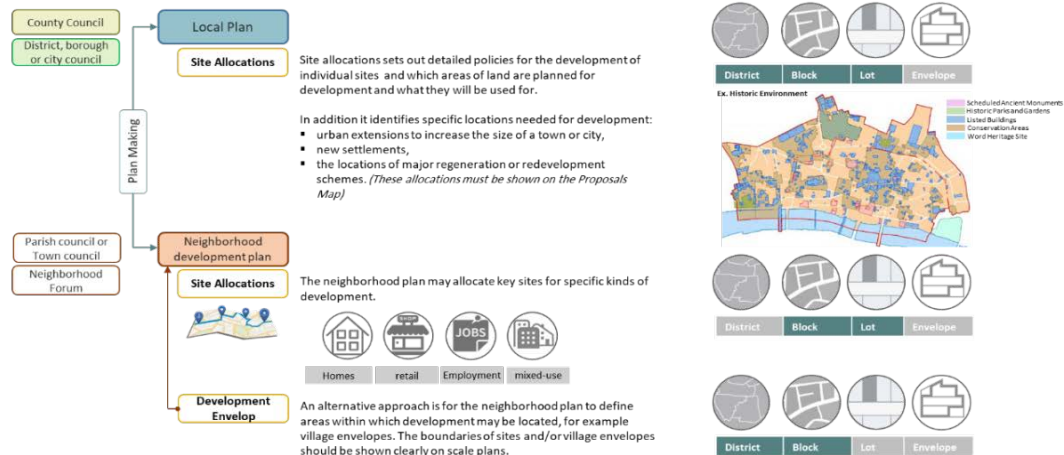 County Council
District, borough
or city council
Local Plan
Site Allocations
Site allocations sets out detailed policies for the development of
individual sites and which areas of land are planned for
development and what they will be used for.
In addition it identifies specific locations needed for development:
▪ urban extensions to increase the size of a town or city,
▪ new settlements,
▪ the locations of major regeneration or redevelopment
schemes. (These allocations must be shown on the Proposals
Map)
Plan Making
Parish council or
Town council
Neighborhood
Forum
Neighborhood
development plan
Site Allocations
The neighborhood plan may allocate key sites for specific kinds of
development.
SHOP
JOBS
Homes
retail
Employment
mixed-use
Development
Envelop
An alternative approach is for the neighborhood plan to define
areas within which development may be located, for example
village envelopes. The boundaries of sites and/or village envelopes
should be shown clearly on scale plans.
District
Block
Lot
Envelope
Ex. Historic Environment
Scheduled Ancient Monuments
Historic Parks and Gardens
Listed Buildings
Conservation Areas
Word Heritage Site
District
Block
Lot
Envelope
District
Block
Lot
Envelope